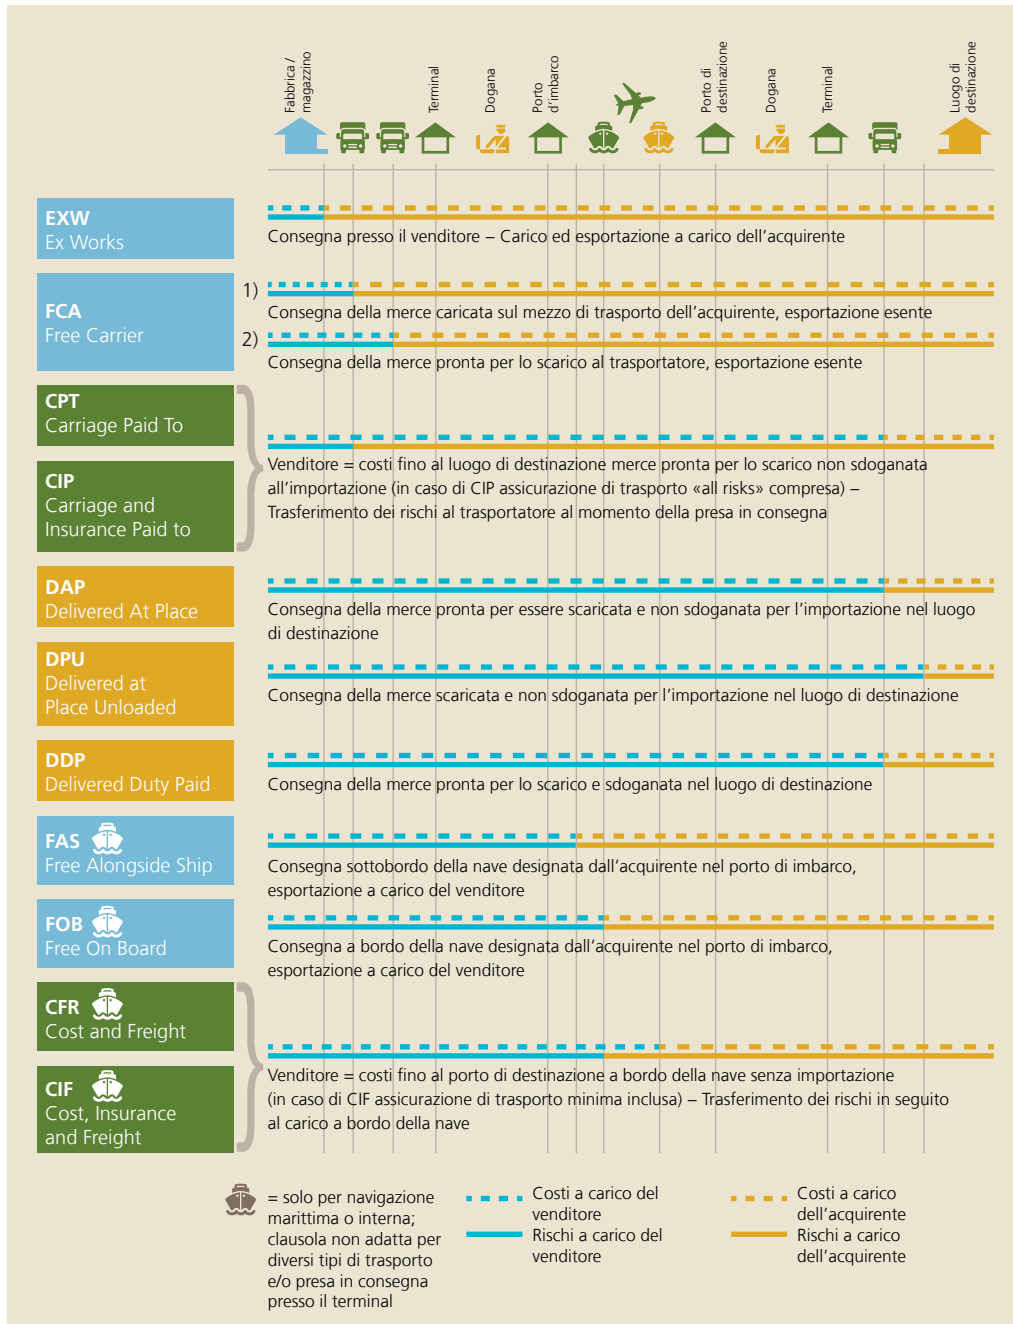 Fabbrica /
magazzino
Terminal
Dogana
Porto
d'imbarco
Porto di
destinazione
Dogana
Terminal
Luogo di
destinazione
EXW
Ex Works
Consegna presso il venditore – Carico ed esportazione a carico dell'acquirente
FCA
Free Carrier
1)
Consegna della merce caricata sul mezzo di trasporto dell'acquirente, esportazione esente
2)
Consegna della merce pronta per lo scarico al trasportatore, esportazione esente
CPT
Carriage Paid To
CIP
Carriage and
Insurance Paid to
Venditore = costi fino al luogo di destinazione merce pronta per lo scarico non sdoganata
all'importazione (in caso di CIP assicurazione di trasporto «all risks» compresa) –
Trasferimento dei rischi al trasportatore al momento della presa in consegna
DAP
Delivered At Place
Consegna della merce pronta per essere scaricata e non sdoganata per l'importazione nel luogo
di destinazione
DPU
Delivered at
Place Unloaded
Consegna della merce scaricata e non sdoganata per l'importazione nel luogo di destinazione
DDP
Delivered Duty Paid
Consegna della merce pronta per lo scarico e sdoganata nel luogo di destinazione
FAS
Free Alongside Ship
Consegna sottobordo della nave designata dall'acquirente nel porto di imbarco,
esportazione a carico del venditore
FOB
Free On Board
Consegna a bordo della nave designata dall'acquirente nel porto di imbarco,
esportazione a carico del venditore
CFR
Cost and Freight
CIF
Cost, Insurance
and Freight
Venditore = costi fino al porto di destinazione a bordo della nave senza importazione
(in caso di CIF assicurazione di trasporto minima inclusa) – Trasferimento dei rischi in seguito
al carico a bordo della nave
= solo per navigazione
marittima o interna;
clausola non adatta per
diversi tipi di trasporto
e/o presa in consegna
presso il terminal
Costi a carico del
venditore
Rischi a carico del
venditore
Costi a carico
dell'acquirente
Rischi a carico
dell'acquirente